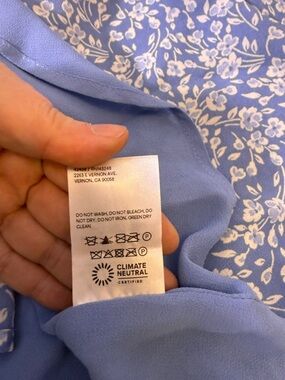 2263 E VERNON AVE.
VERNON, CA 90058
DO NOT WASH, DO NOT BLEACH, DO
NOT DRY, DO NOT IRON, GREEN DRY
CLEAN
CLIMATE
NEUTRAL
CERTIFIED